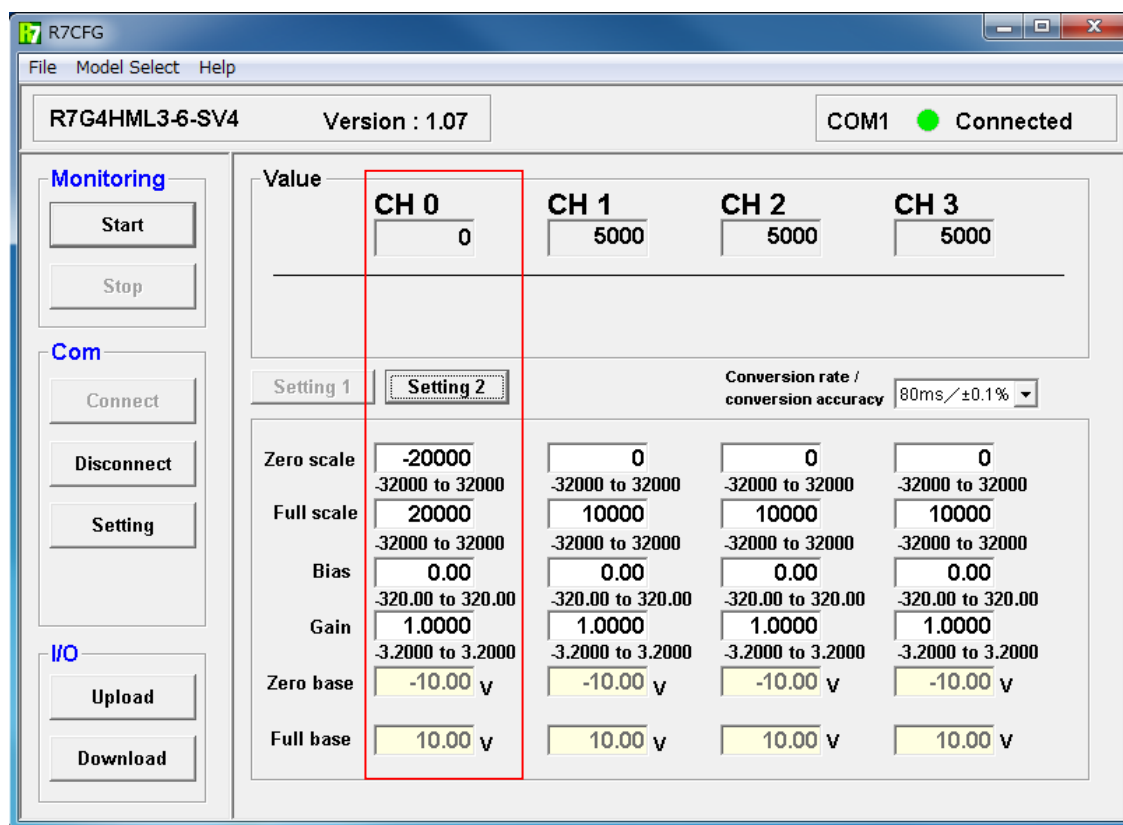 R7 R7CFG
File Model Select Help
R7G4HML3-6-SV4 Version : 1.07 COM1 Connected
Monitoring
Start
Stop
Com
Connect
Disconnect
Setting
I/O
Upload
Download
Value
CH 0 CH 1 CH 2 CH 3
0 5000 5000 5000
Setting 1 Setting 2
Conversion rate /
conversion accuracy 80ms/±0.1%
Zero scale -20000 0 0 0
-32000 to 32000 -32000 to 32000 -32000 to 32000 -32000 to 32000
Full scale 20000 10000 10000 10000
-32000 to 32000 -32000 to 32000 -32000 to 32000 -32000 to 32000
Bias 0.00 0.00 0.00 0.00
-320.00 to 320.00 -320.00 to 320.00 -320.00 to 320.00 -320.00 to 320.00
Gain 1.0000 1.0000 1.0000 1.0000
-3.2000 to 3.2000 -3.2000 to 3.2000 -3.2000 to 3.2000 -3.2000 to 3.2000
Zero base -10.00 V -10.00 V -10.00 V -10.00 V
Full base 10.00 V 10.00 V 10.00 V 10.00 V